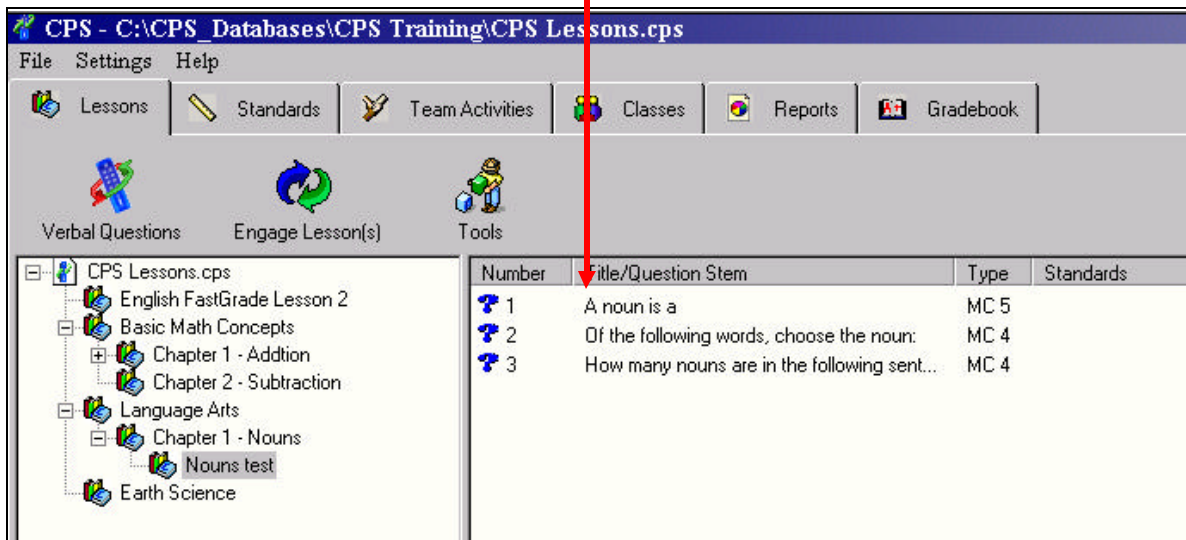 CPS - C:\CPS_Databases\CPS Training\CPS Lessons.cps
File Settings Help
Lessons Standards Team Activities Classes Reports Gradebook
Verbal Questions Engage Lesson(s) Tools
CPS Lessons.cps
English FastGrade Lesson 2
Basic Math Concepts
Chapter 1 - Addtion
Chapter 2 - Subtraction
Language Arts
Chapter 1 - Nouns
Nouns test
Earth Science
Number Title/Question Stem Type Standards
1 A noun is a MC 5
2 Of the following words, choose the noun: MC 4
3 How many nouns are in the following sent... MC 4